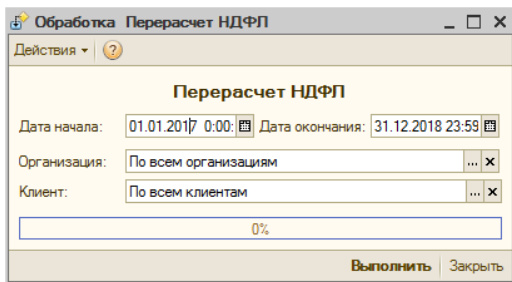 Обработка Перерасчет НДФЛ
Действия
Перерасчет НДФЛ
Дата начала: 01.01.2017 0:00: Дата окончания: 31.12.2018 23:59
Организация: По всем организациям ... x
Клиент: По всем клиентам ... x
0%
Выполнить Закрыть